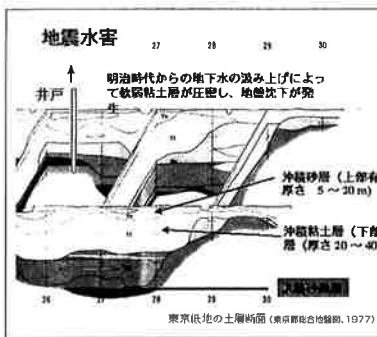 地震水害
27 28 29 30
井戸
明治時代からの地下水の汲み上げによっ
て軟弱粘土層が圧密し、地盤沈下が発
生
沖積砂層（上部有
厚さ 5～20m）
沖積粘土層（下部
層（厚さ20～40
26 27 28 29 30
東京低地の土層断面（東京都総合地盤図、1977）